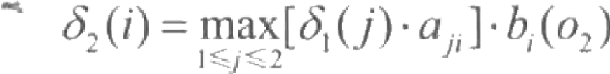 δ₂(i) = max_{1≤j≤2}[δ₁(j)·a_{ji}]·b_i(o₂)